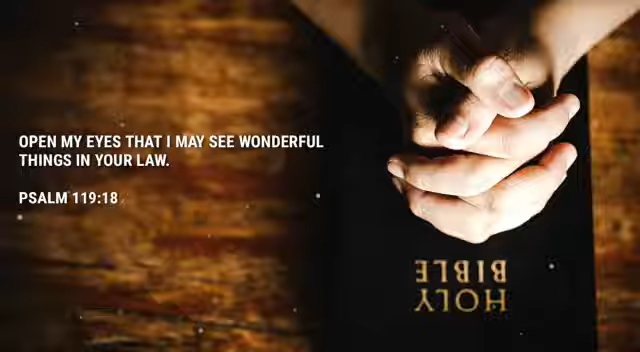 OPEN MY EYES THAT I MAY SEE WONDERFUL
THINGS IN YOUR LAW.
PSALM 119:18
HOLY
BIBLE